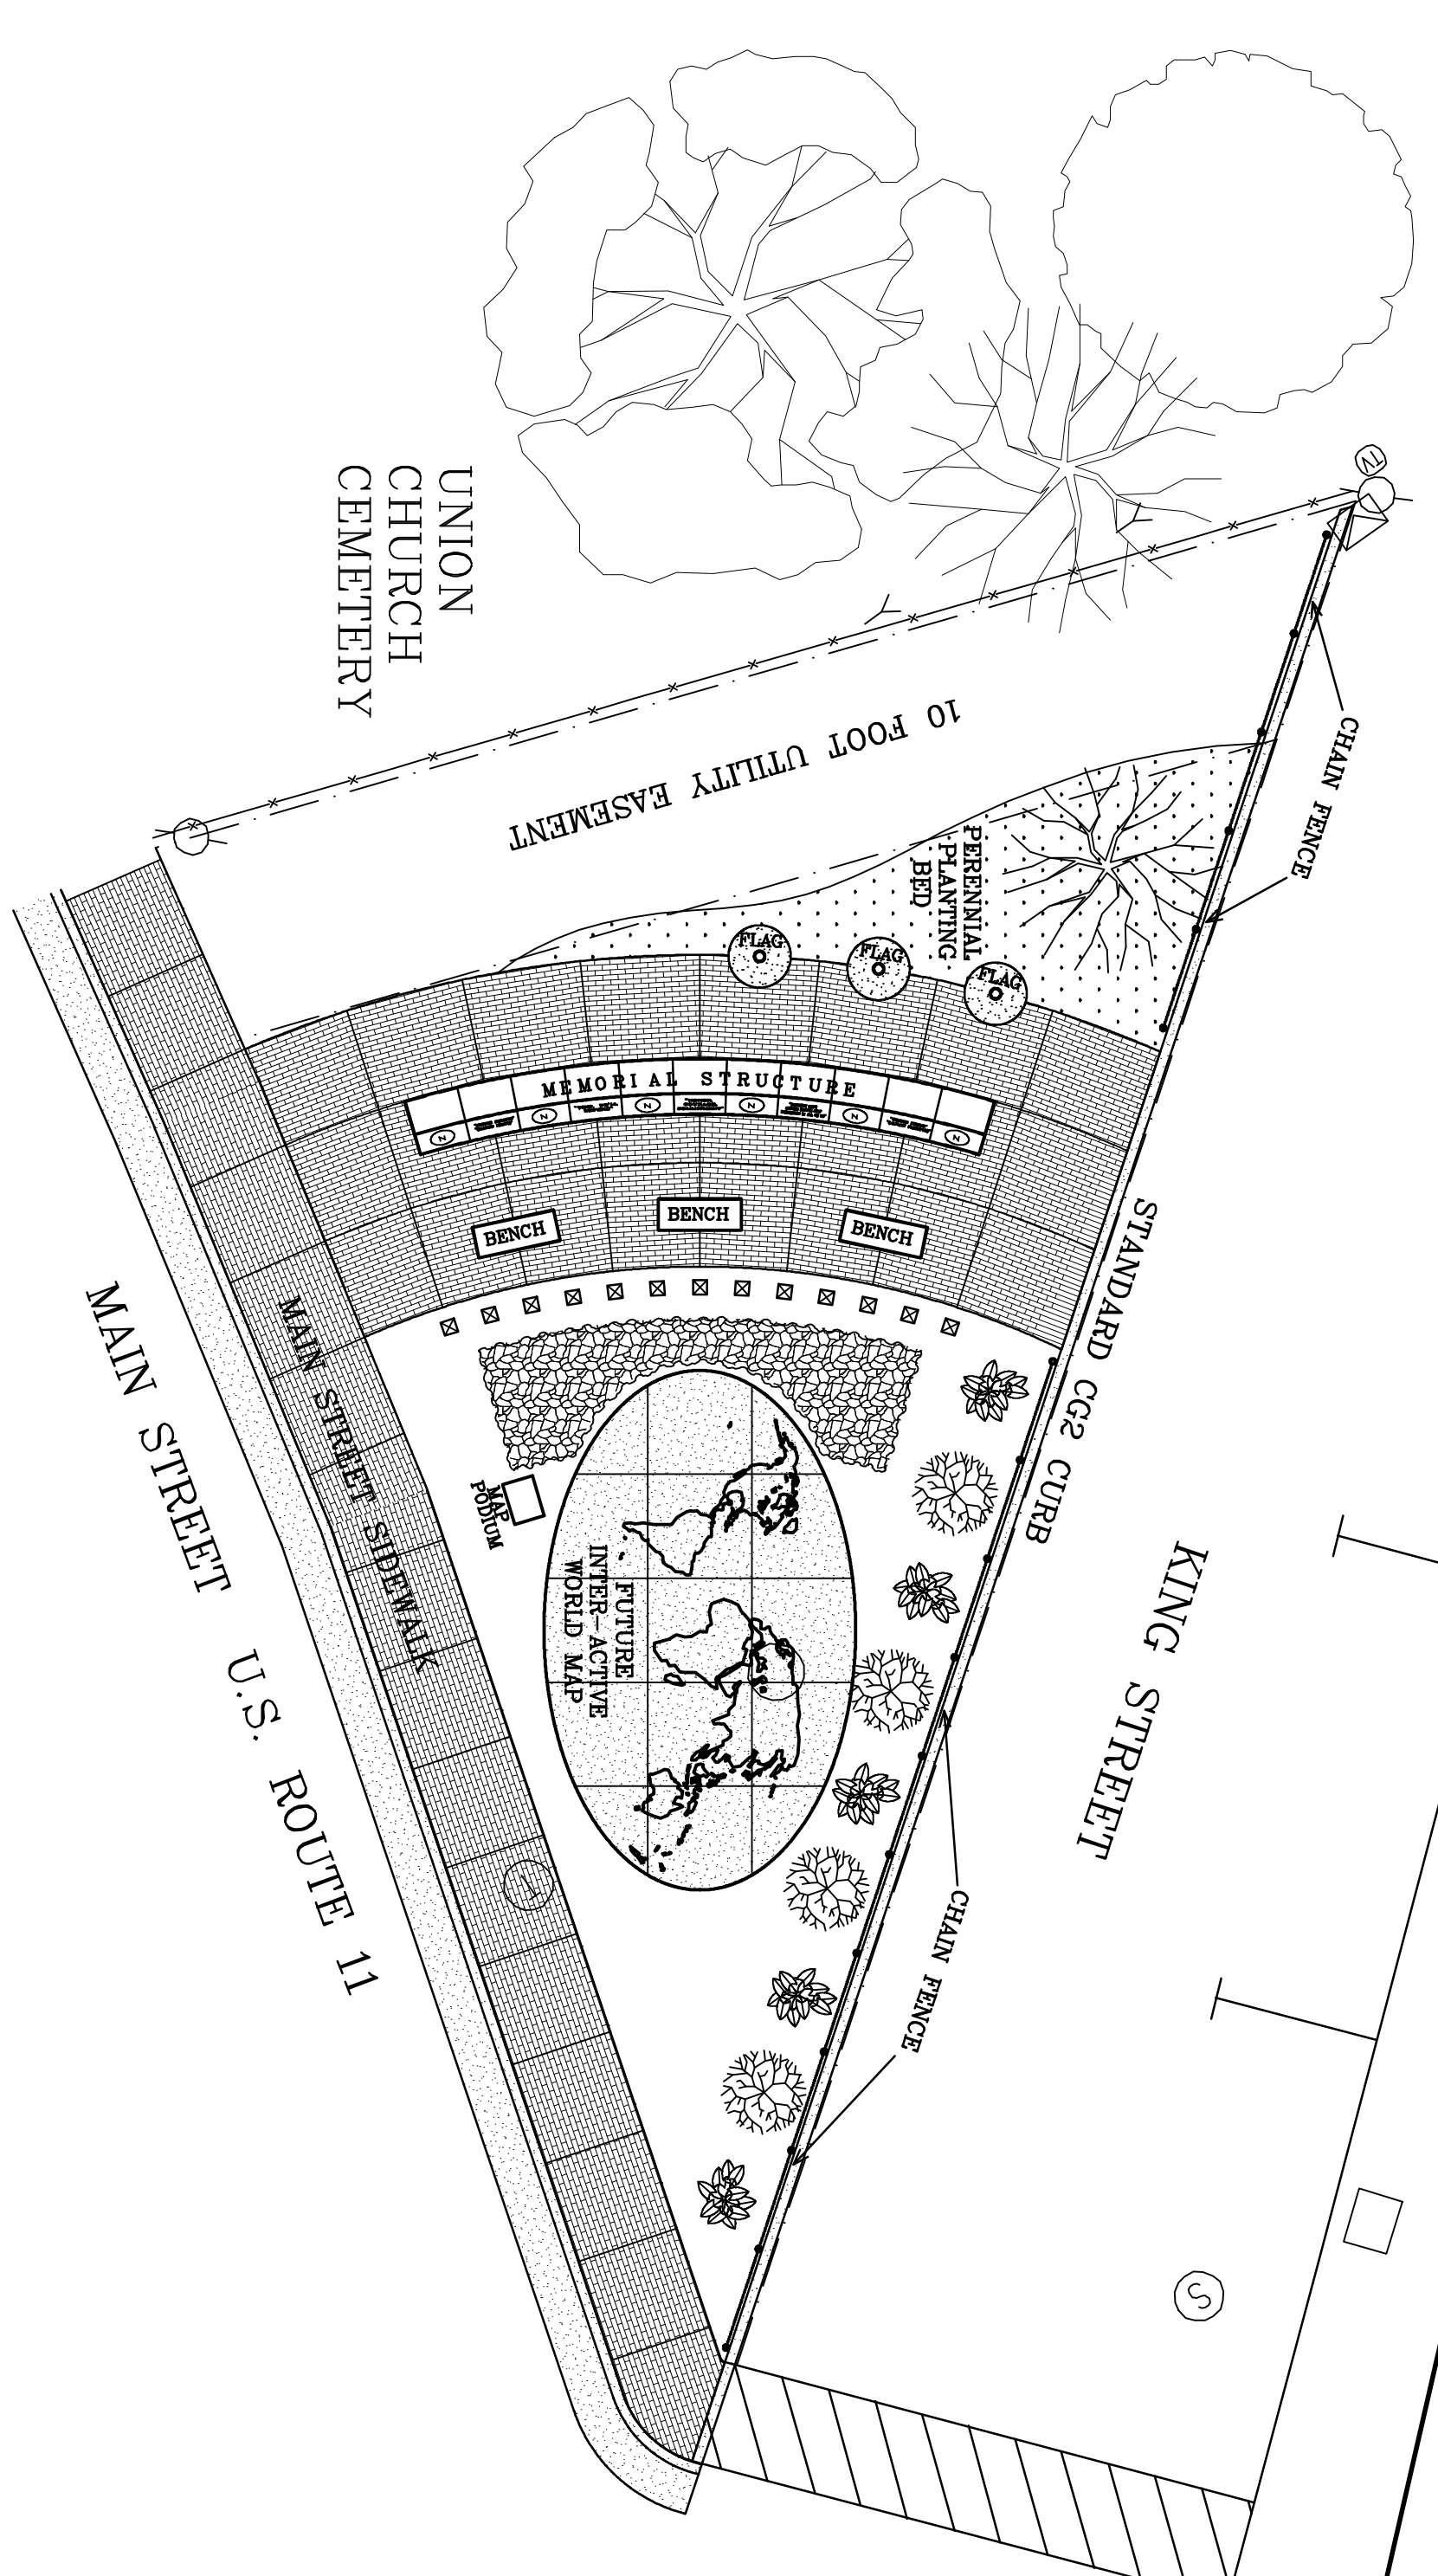 TV
UNION
CHURCH
CEMETERY
CHAIN FENCE
10 FOOT UTILITY EASEMENT
PERENNIAL
PLANTING
BED
FLAG
FLAG
FLAG
MEMORIAL STRUCTURE
N
N
N
N
N
N
BENCH
BENCH
BENCH
STANDARD CG2 CURB
MAIN STREET U.S. ROUTE 11
MAIN STREET SIDEWALK
MAP
PODIUM
FUTURE
INTER-ACTIVE
WORLD MAP
KING STREET
CHAIN FENCE
T
S